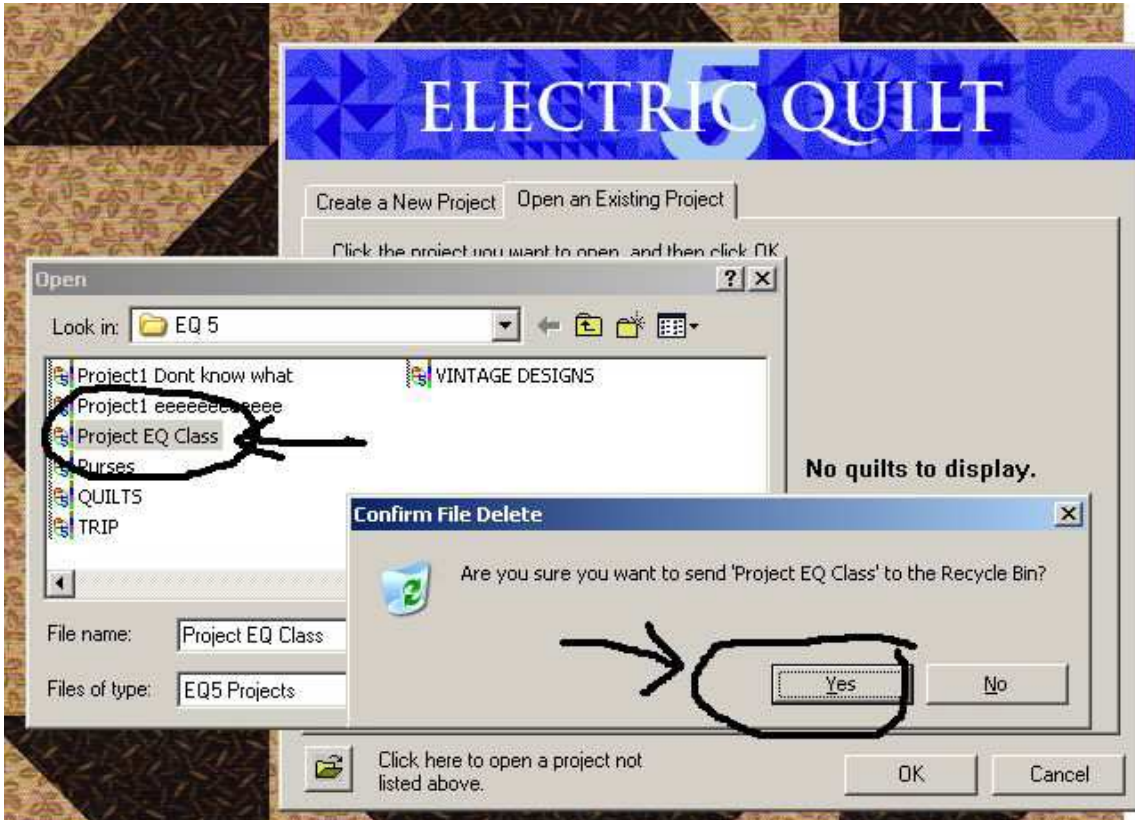 5
ELECTRIC QUILT
Create a New Project
Open an Existing Project
Click the project you want to open, and then click OK
Open
Look in:
EQ 5
Project1 Dont know what
VINTAGE DESIGNS
Project1 eeeeeeeeeeee
Project EQ Class
Purses
QUILTS
TRIP
No quilts to display.
Confirm File Delete
Are you sure you want to send 'Project EQ Class' to the Recycle Bin?
File name:
Project EQ Class
Files of type:
EQ5 Projects
Yes
No
Click here to open a project not
listed above.
OK
Cancel